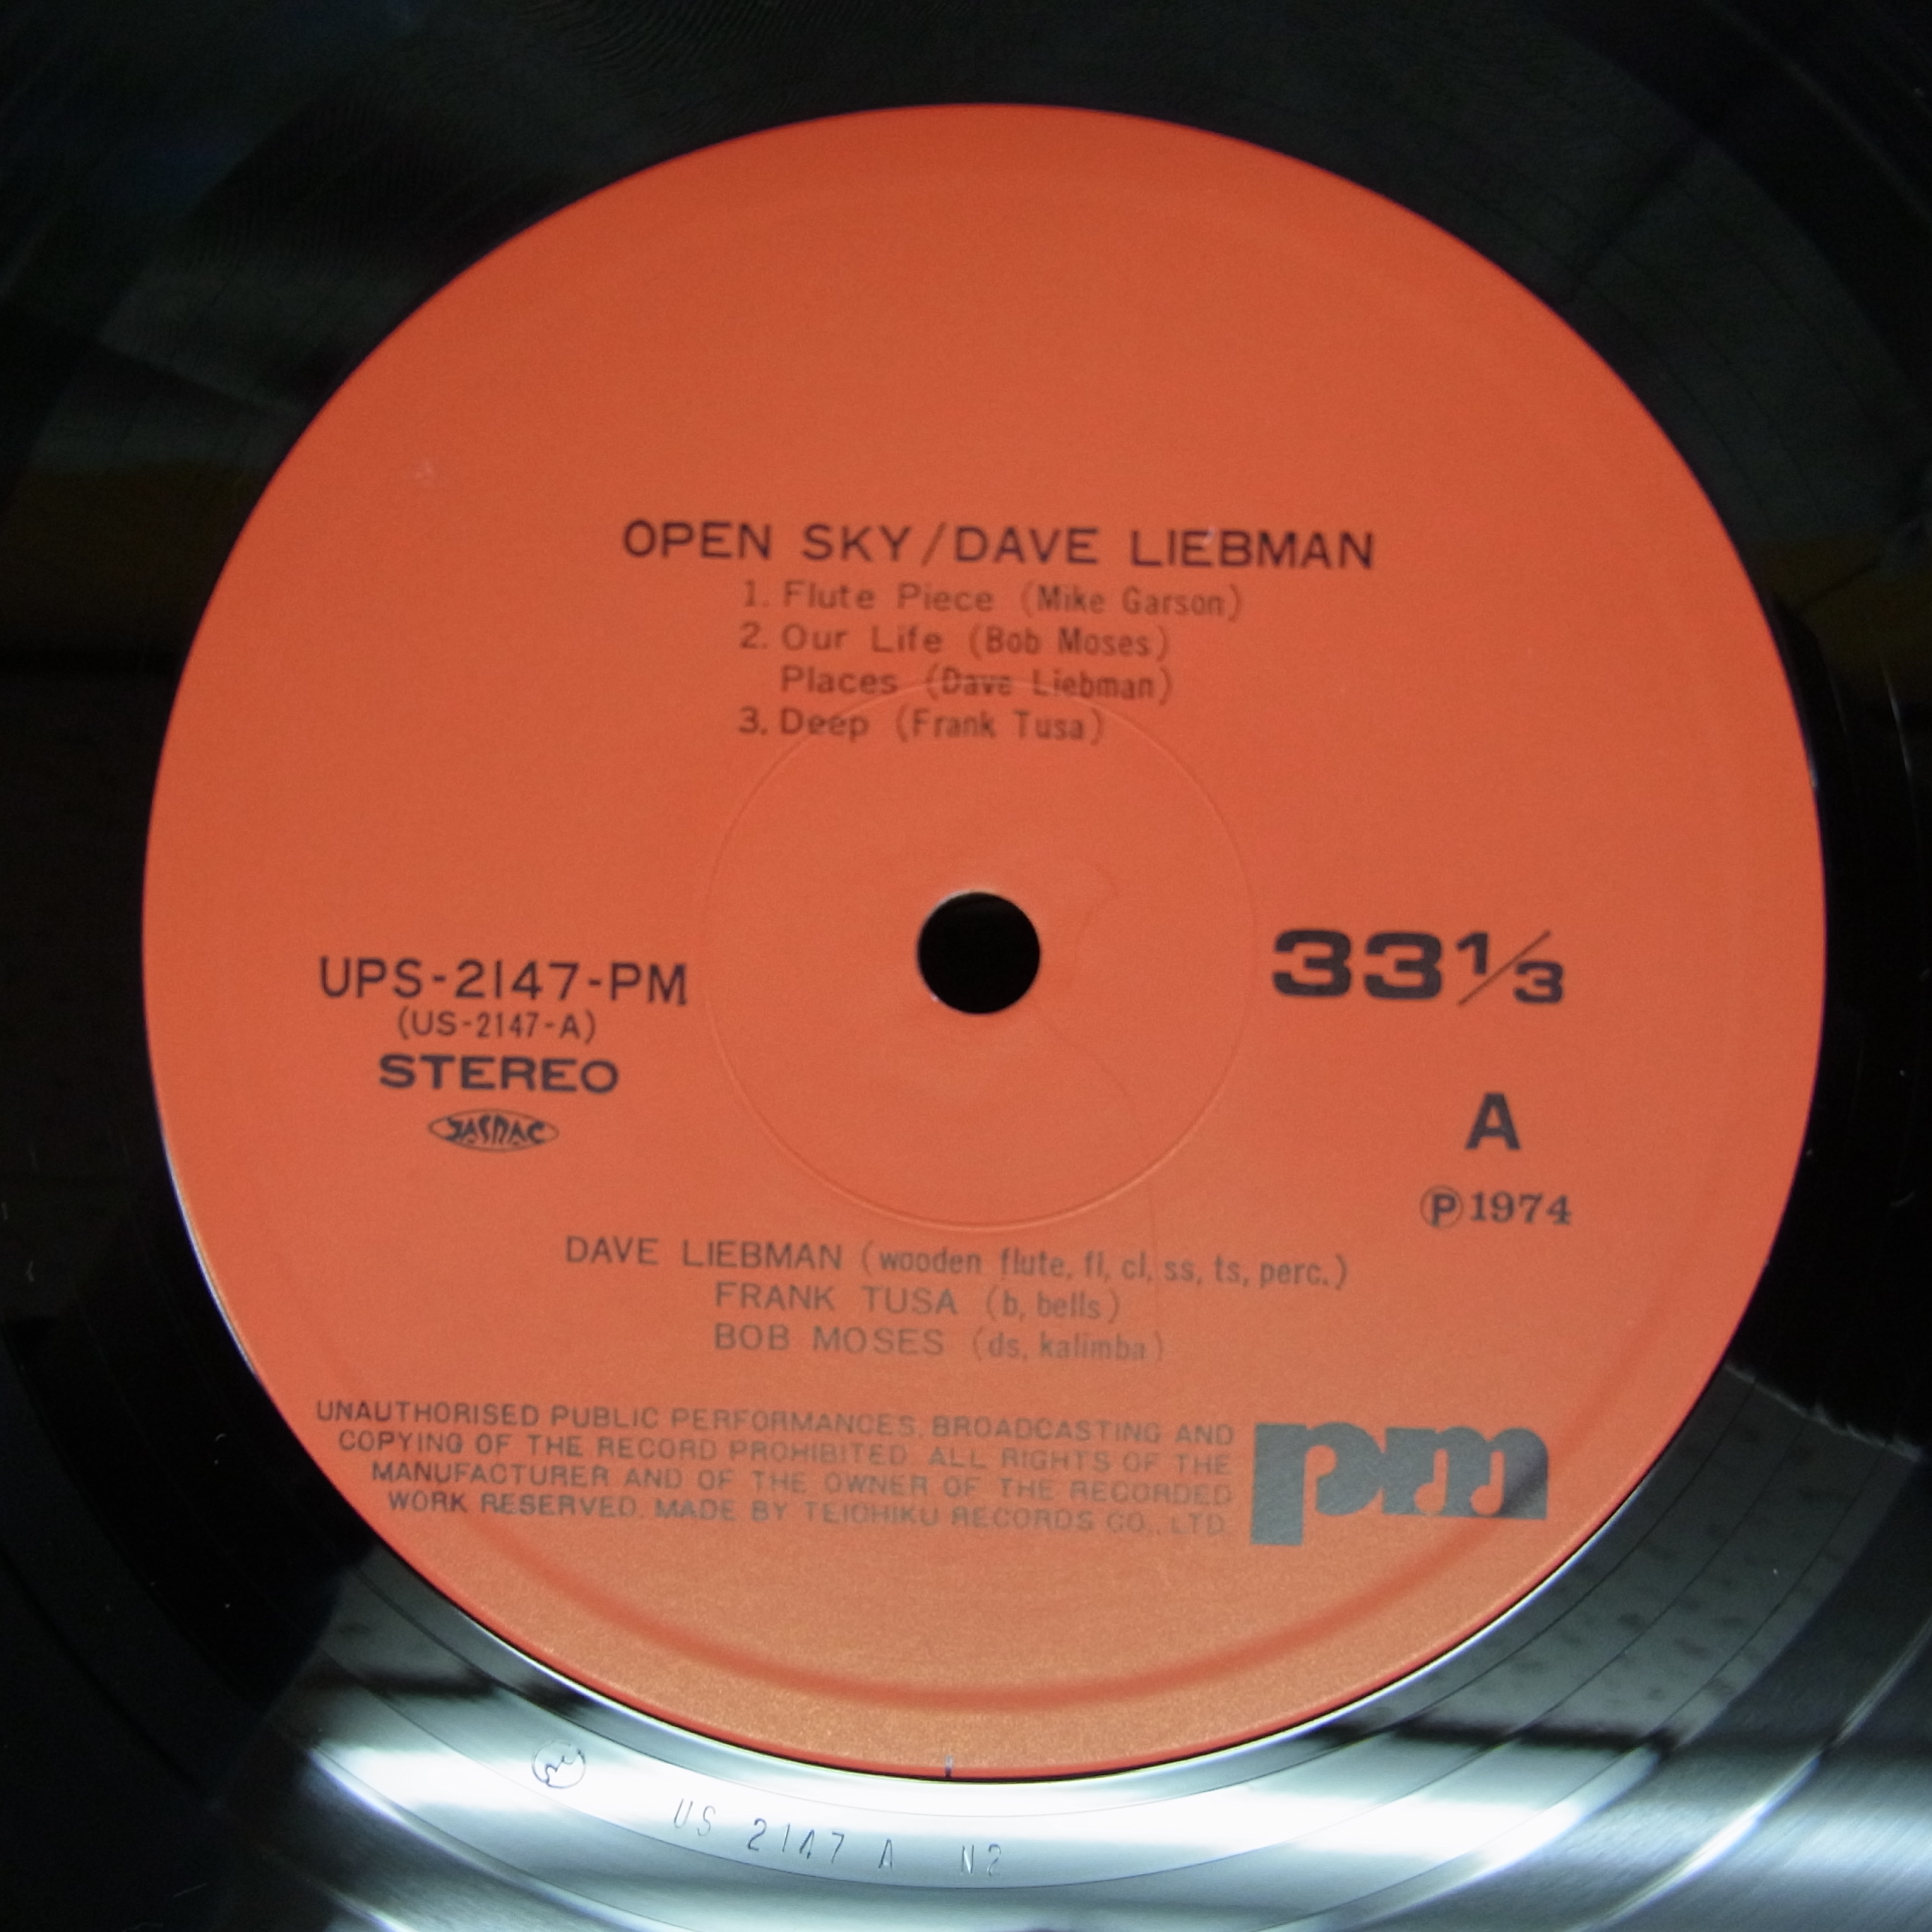 OPEN SKY/DAVE LIEBMAN
1. Flute Piece (Mike Garson)
2. Our Life (Bob Moses)
Places (Dave Liebman)
3. Deep (Frank Tusa)
UPS-2147-PM
(US-2147-A)
STEREO
JASRAC
33 1/3
A
Ⓟ1974
DAVE LIEBMAN (wooden flute, fl, cl, ss, ts, perc.)
FRANK TUSA (b, bells)
BOB MOSES (ds, kalimba)
UNAUTHORISED PUBLIC PERFORMANCES, BROADCASTING AND
COPYING OF THE RECORD PROHIBITED. ALL RIGHTS OF THE
MANUFACTURER AND OF THE OWNER OF THE RECORDED
WORK RESERVED. MADE BY TEICHIKU RECORDS CO., LTD.
pm
US 2147 A N2